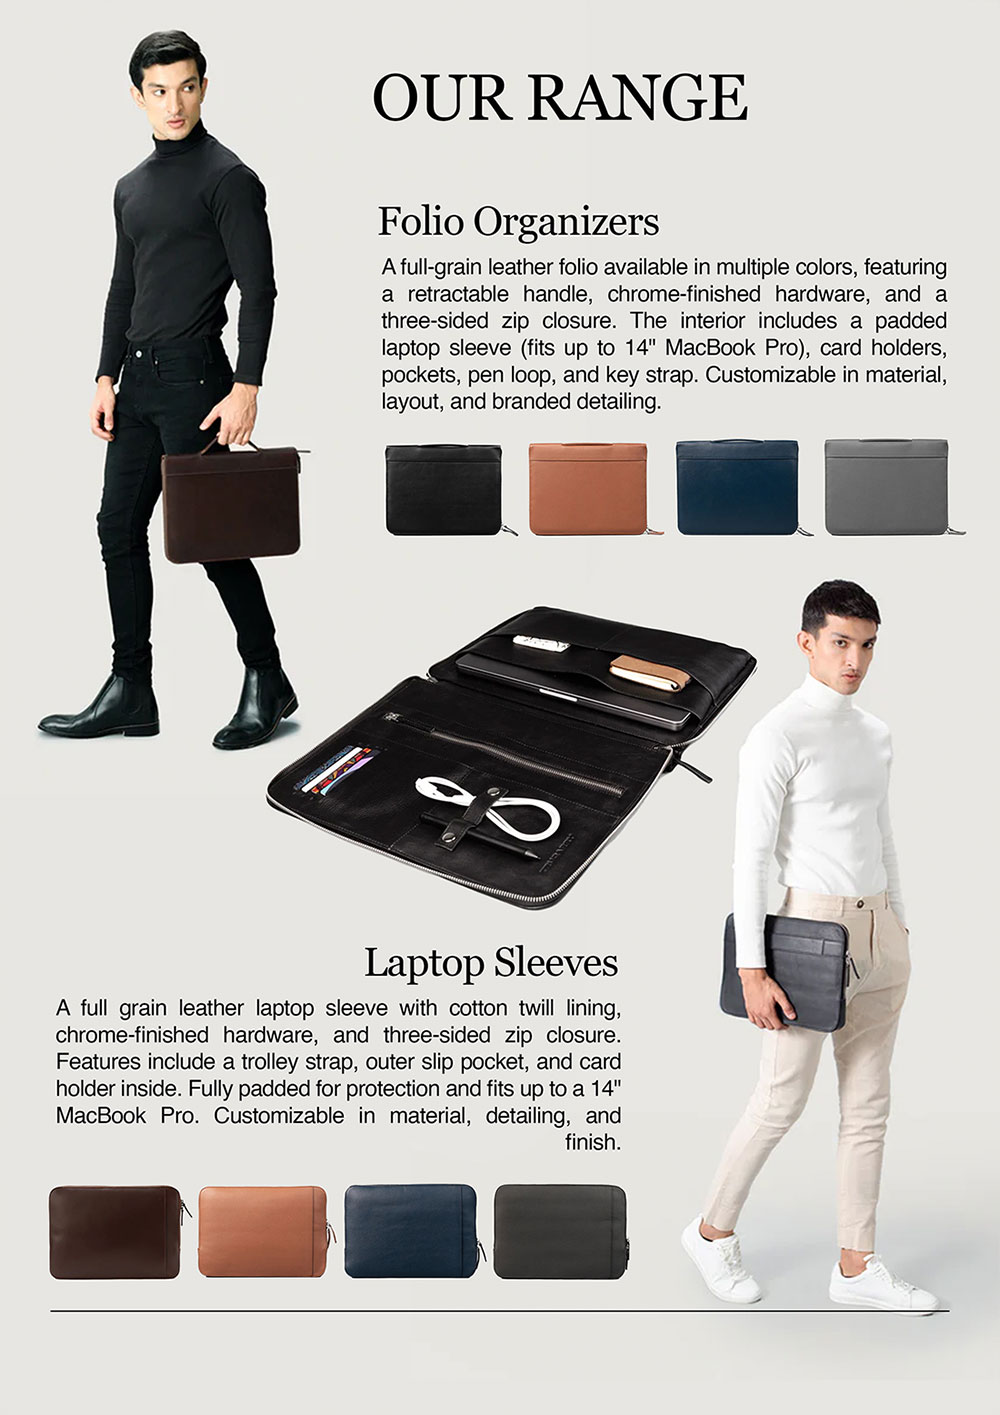 OUR RANGE
Folio Organizers
A full-grain leather folio available in multiple colors, featuring
a retractable handle, chrome-finished hardware, and a
three-sided zip closure. The interior includes a padded
laptop sleeve (fits up to 14" MacBook Pro), card holders,
pockets, pen loop, and key strap. Customizable in material,
layout, and branded detailing.
Laptop Sleeves
A full grain leather laptop sleeve with cotton twill lining,
chrome-finished hardware, and three-sided zip closure.
Features include a trolley strap, outer slip pocket, and card
holder inside. Fully padded for protection and fits up to a 14"
MacBook Pro. Customizable in material, detailing, and
finish.